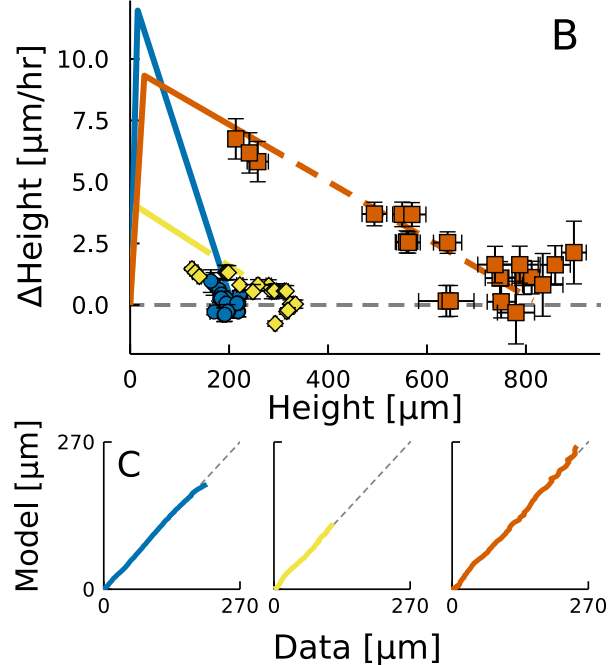 B
ΔHeight [μm/hr]
10.0
7.5
5.0
2.5
0.0
0 200 400 600 800
Height [μm]
C
Model [μm]
270
0
0 270 0 270 0 270
Data [μm]